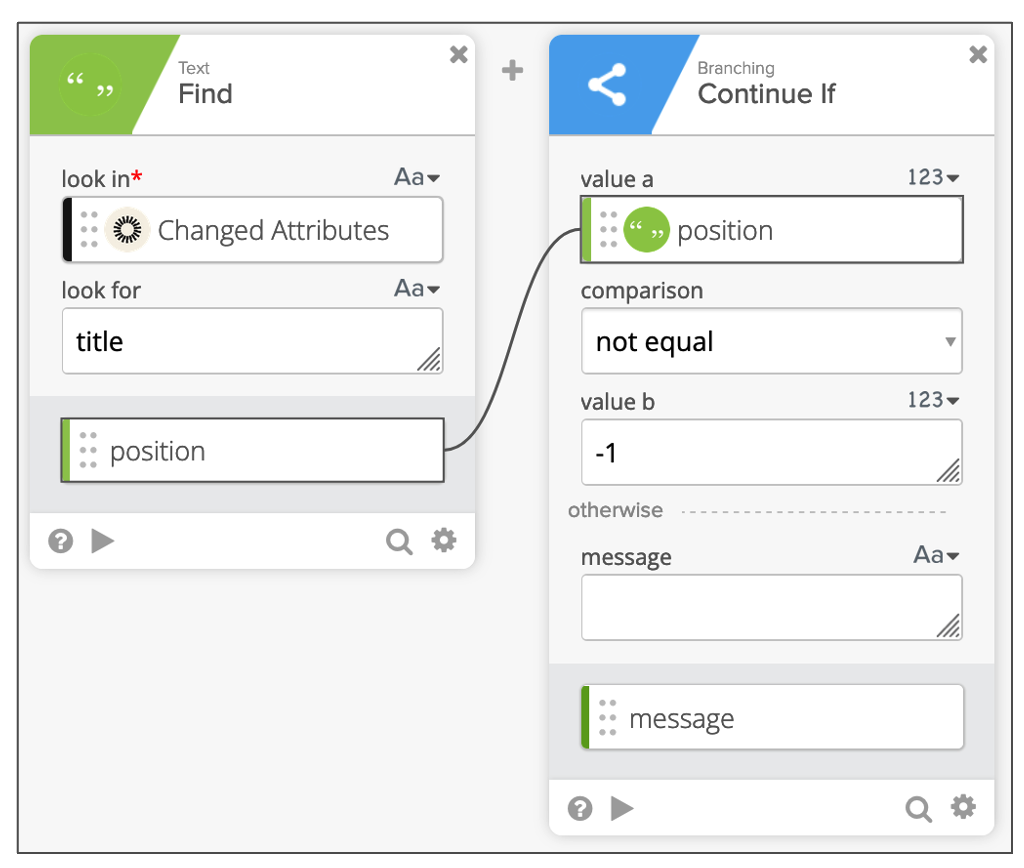 Text
Find
look in*
Aa
Changed Attributes
look for
Aa
title
position
Branching
Continue If
value a
123
position
comparison
not equal
value b
123
-1
otherwise
message
Aa
message